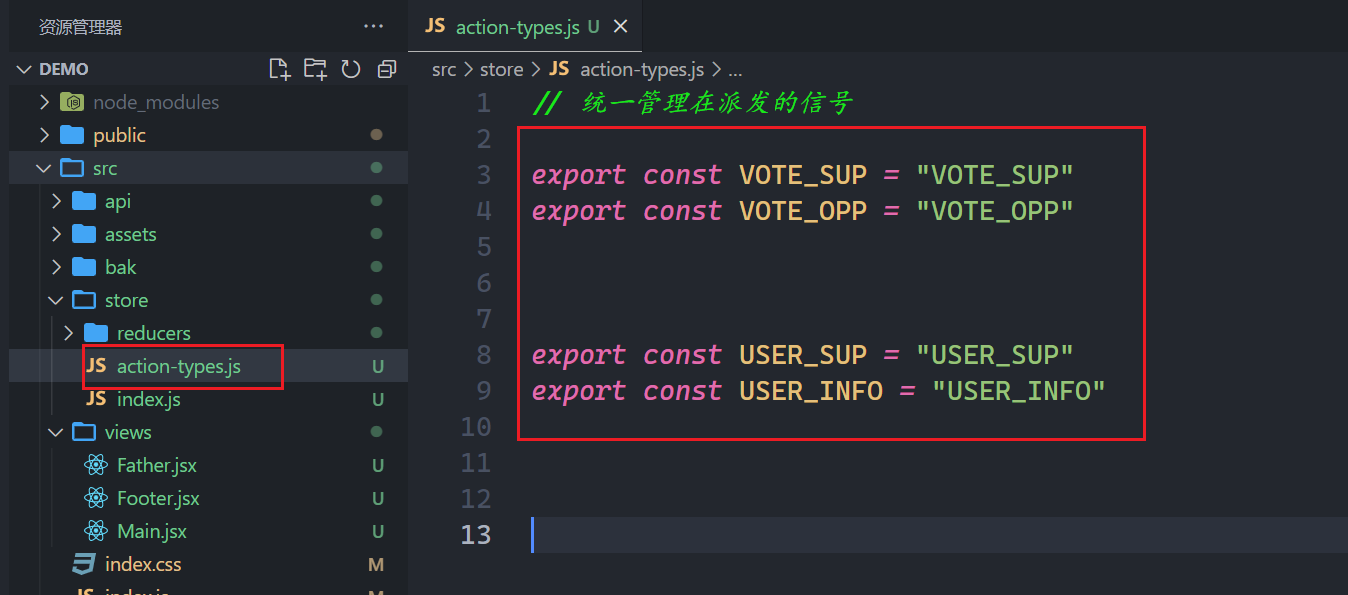 资源管理器
···
DEMO
node_modules
public
src
api
assets
bak
store
reducers
JS action-types.js U
JS index.js U
views
Father.jsx U
Footer.jsx U
Main.jsx U
index.css M
JS action-types.js U
src > store > JS action-types.js > ...
1 // 统一管理在派发的信号
2
3 export const VOTE_SUP = "VOTE_SUP"
4 export const VOTE_OPP = "VOTE_OPP"
5
6
7
8 export const USER_SUP = "USER_SUP"
9 export const USER_INFO = "USER_INFO"
10
11
12
13